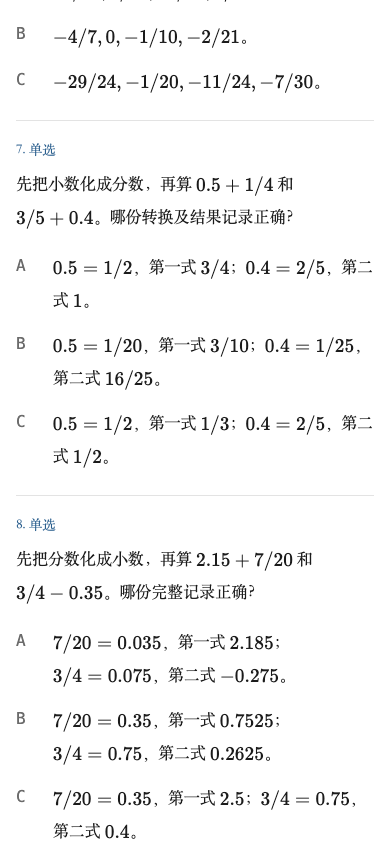 B −4/7, 0, −1/10, −2/21。
C −29/24, −1/20, −11/24, −7/30。
7. 单选
先把小数化成分数，再算 0.5 + 1/4 和
3/5 + 0.4。哪份转换及结果记录正确？
A 0.5 = 1/2，第一式 3/4；0.4 = 2/5，第二
式 1。
B 0.5 = 1/20，第一式 3/10；0.4 = 1/25，
第二式 16/25。
C 0.5 = 1/2，第一式 1/3；0.4 = 2/5，第二
式 1/2。
8. 单选
先把分数化成小数，再算 2.15 + 7/20 和
3/4 − 0.35。哪份完整记录正确？
A 7/20 = 0.035，第一式 2.185；
3/4 = 0.075，第二式 −0.275。
B 7/20 = 0.35，第一式 0.7525；
3/4 = 0.75，第二式 0.2625。
C 7/20 = 0.35，第一式 2.5；3/4 = 0.75，
第二式 0.4。